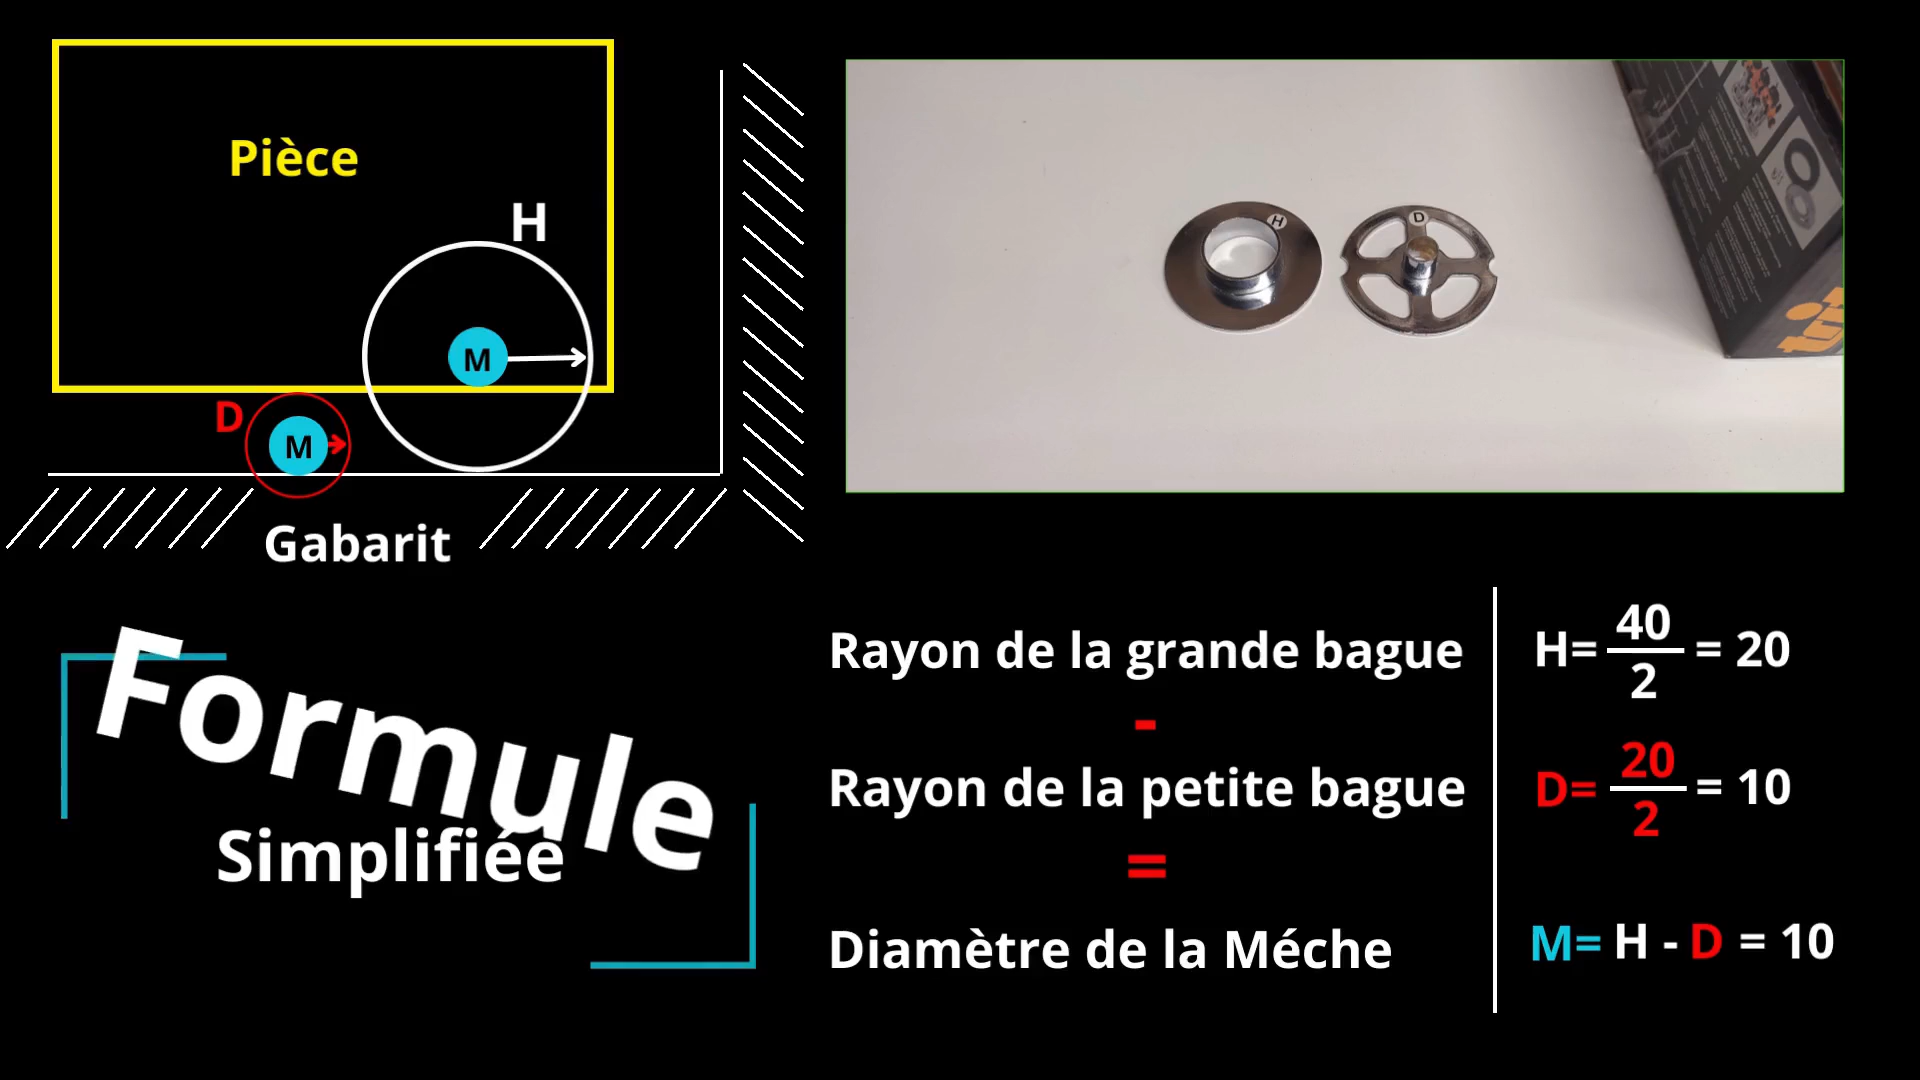 Pièce
H
M
D
M
Gabarit
H
D
Formule
Simplifiée
Rayon de la grande bague
-
Rayon de la petite bague
=
Diamètre de la Méche
H= 40/2 = 20
D= 20/2 = 10
M= H - D = 10